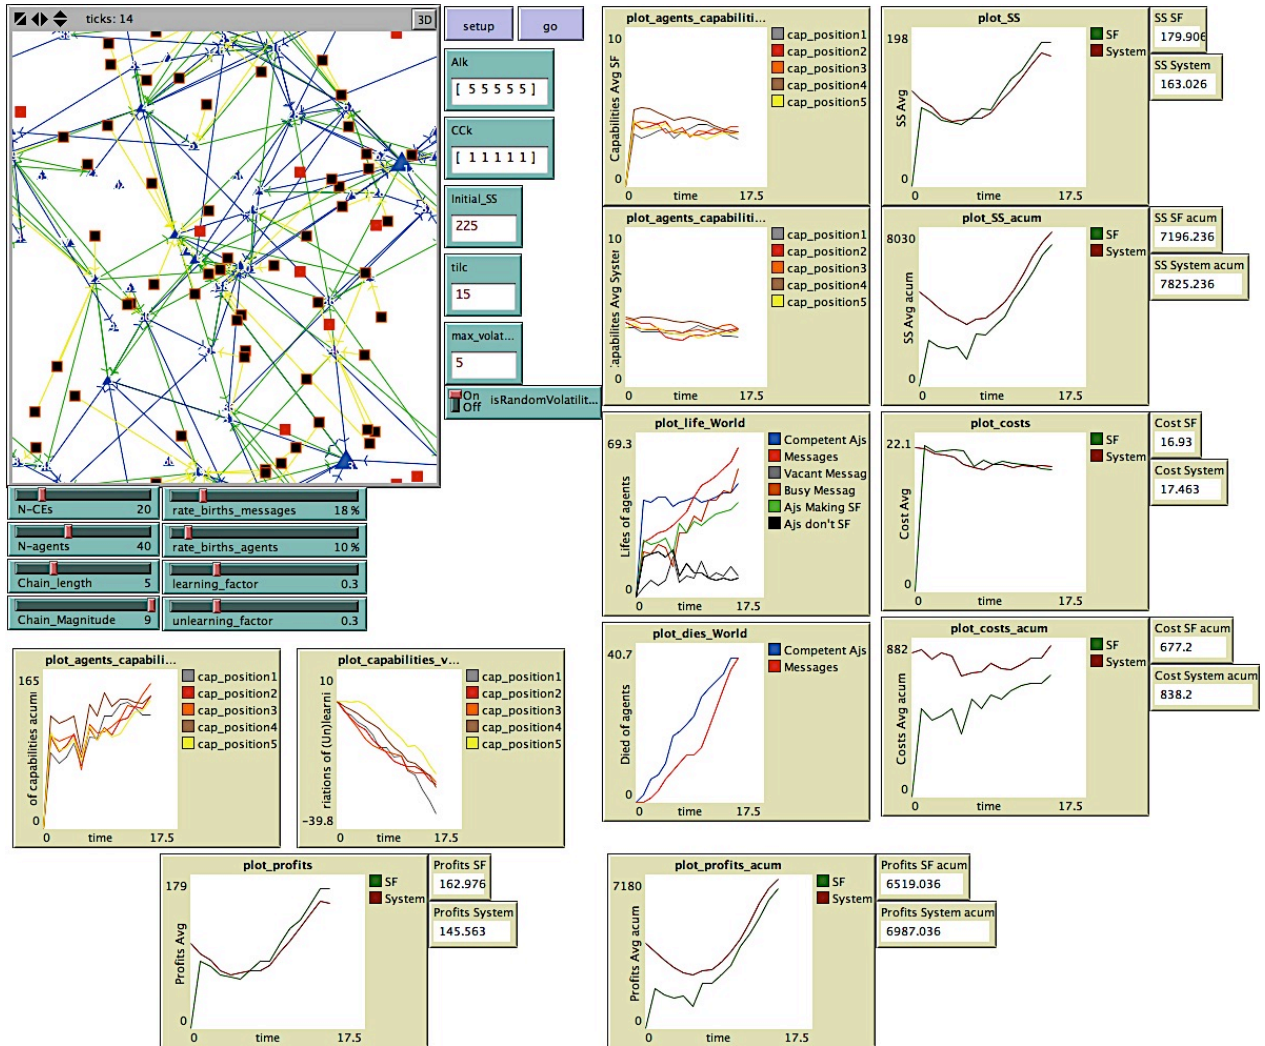 ticks: 14
3D
setup
go
Alk
[ 5 5 5 5 5 ]
CCk
[ 1 1 1 1 1 ]
Initial_SS
225
tilc
15
max_volat...
5
On
Off
isRandomVolatilit...
N-CEs
20
rate_births_messages
18 %
N-agents
40
rate_births_agents
10 %
Chain_length
5
learning_factor
0.3
Chain_Magnitude
9
unlearning_factor
0.3
plot_agents_capabiliti...
10
Capabilities Avg SF
0
0
time
17.5
cap_position1
cap_position2
cap_position3
cap_position4
cap_position5
plot_SS
198
SS Avg
0
0
time
17.5
SF
System
SS SF
179.906
SS System
163.026
plot_agents_capabiliti...
10
:apabilites Avg Syster
0
0
time
17.5
cap_position1
cap_position2
cap_position3
cap_position4
cap_position5
plot_SS_acum
8030
SS Avg acum
0
0
time
17.5
SF
System
SS SF acum
7196.236
SS System acum
7825.236
plot_life_World
69.3
Lifes of agents
0
0
time
17.5
Competent Ajs
Messages
Vacant Messag
Busy Messag
Ajs Making SF
Ajs don't SF
plot_costs
22.1
Cost Avg
0
0
time
17.5
SF
System
Cost SF
16.93
Cost System
17.463
plot_dies_World
40.7
Died of agents
0
0
time
17.5
Competent Ajs
Messages
plot_costs_acum
882
Costs Avg acum
0
0
time
17.5
SF
System
Cost SF acum
677.2
Cost System acum
838.2
plot_agents_capabili...
165
of capabilities acumi
0
0
time
17.5
cap_position1
cap_position2
cap_position3
cap_position4
cap_position5
plot_capabilities_v...
10
riations of (Un)learni
-39.8
0
time
17.5
cap_position1
cap_position2
cap_position3
cap_position4
cap_position5
plot_profits
179
Profits Avg
0
0
time
17.5
SF
System
Profits SF
162.976
Profits System
145.563
plot_profits_acum
7180
Profits Avg acum
0
0
time
17.5
SF
System
Profits SF acum
6519.036
Profits System acum
6987.036